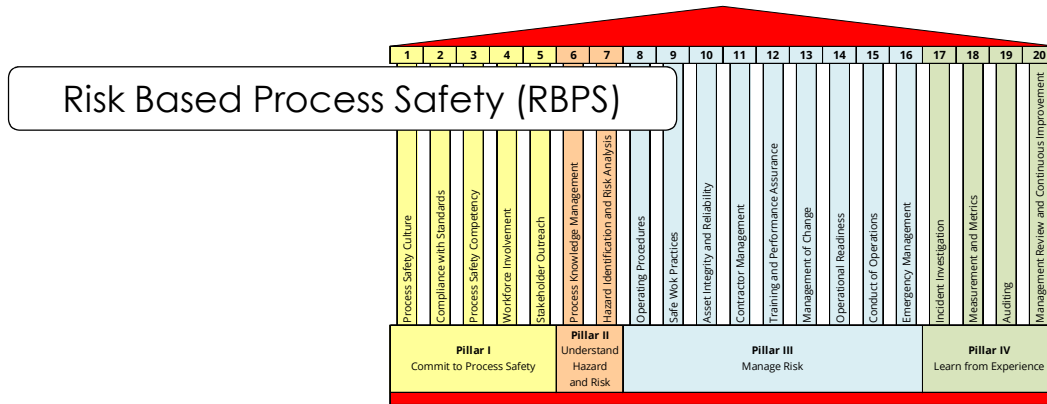 1 2 3 4 5 6 7 8 9 10 11 12 13 14 15 16 17 18 19 20
Risk Based Process Safety (RBPS)
Process Safety Culture
Compliance with Standards
Process Safety Competency
Workforce Involvement
Stakeholder Outreach
Process Knowledge Management
Hazard Identification and Risk Analysis
Operating Procedures
Safe Wok Practices
Asset Integrity and Reliability
Contractor Management
Training and Performance Assurance
Management of Change
Operational Readiness
Conduct of Operations
Emergency Management
Incident Investigation
Measurement and Metrics
Auditing
Management Review and Continuous Improvement
Pillar I
Commit to Process Safety
Pillar II
Understand
Hazard
and Risk
Pillar III
Manage Risk
Pillar IV
Learn from Experience